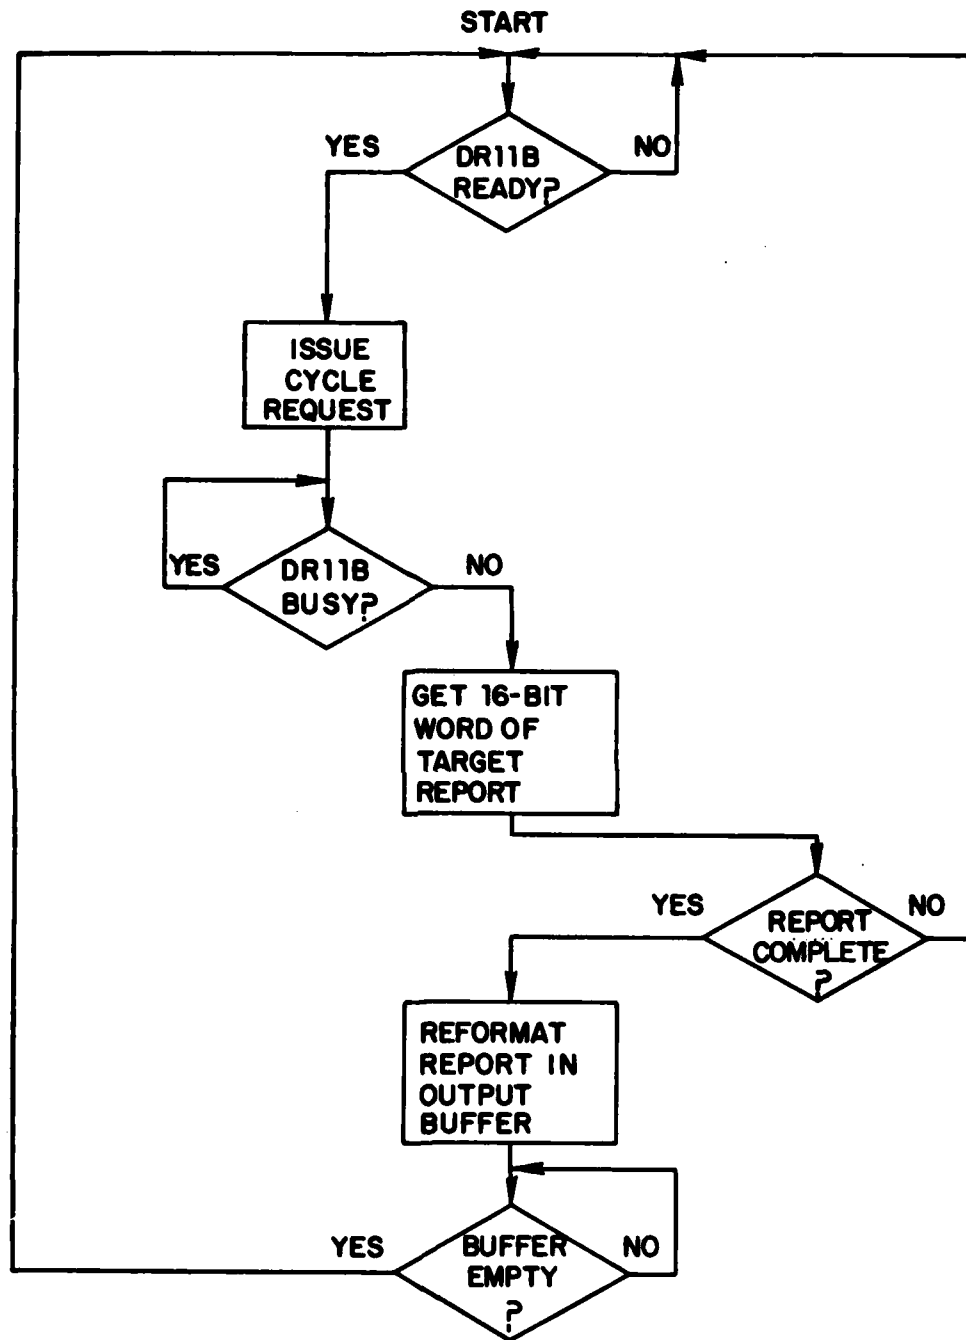 START
YES
NO
DR11B
READY?
ISSUE
CYCLE
REQUEST
YES
NO
DR11B
BUSY?
GET 16-BIT
WORD OF
TARGET
REPORT
YES
NO
REPORT
COMPLETE
?
REFORMAT
REPORT IN
OUTPUT
BUFFER
YES
NO
BUFFER
EMPTY
?